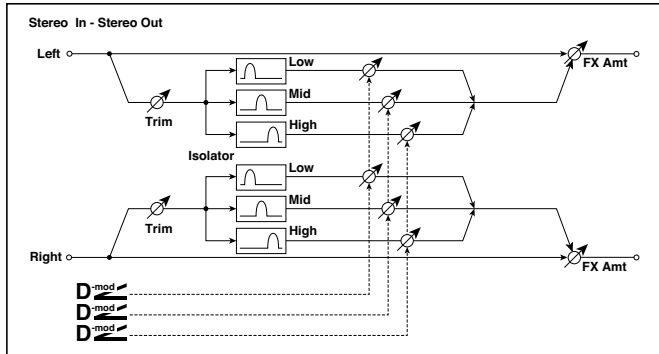 Stereo In - Stereo Out
Left
Low
FX Amt
Mid
Trim
High
Isolator
Low
Mid
Trim
High
Right
FX Amt
D-mod
D-mod
D-mod